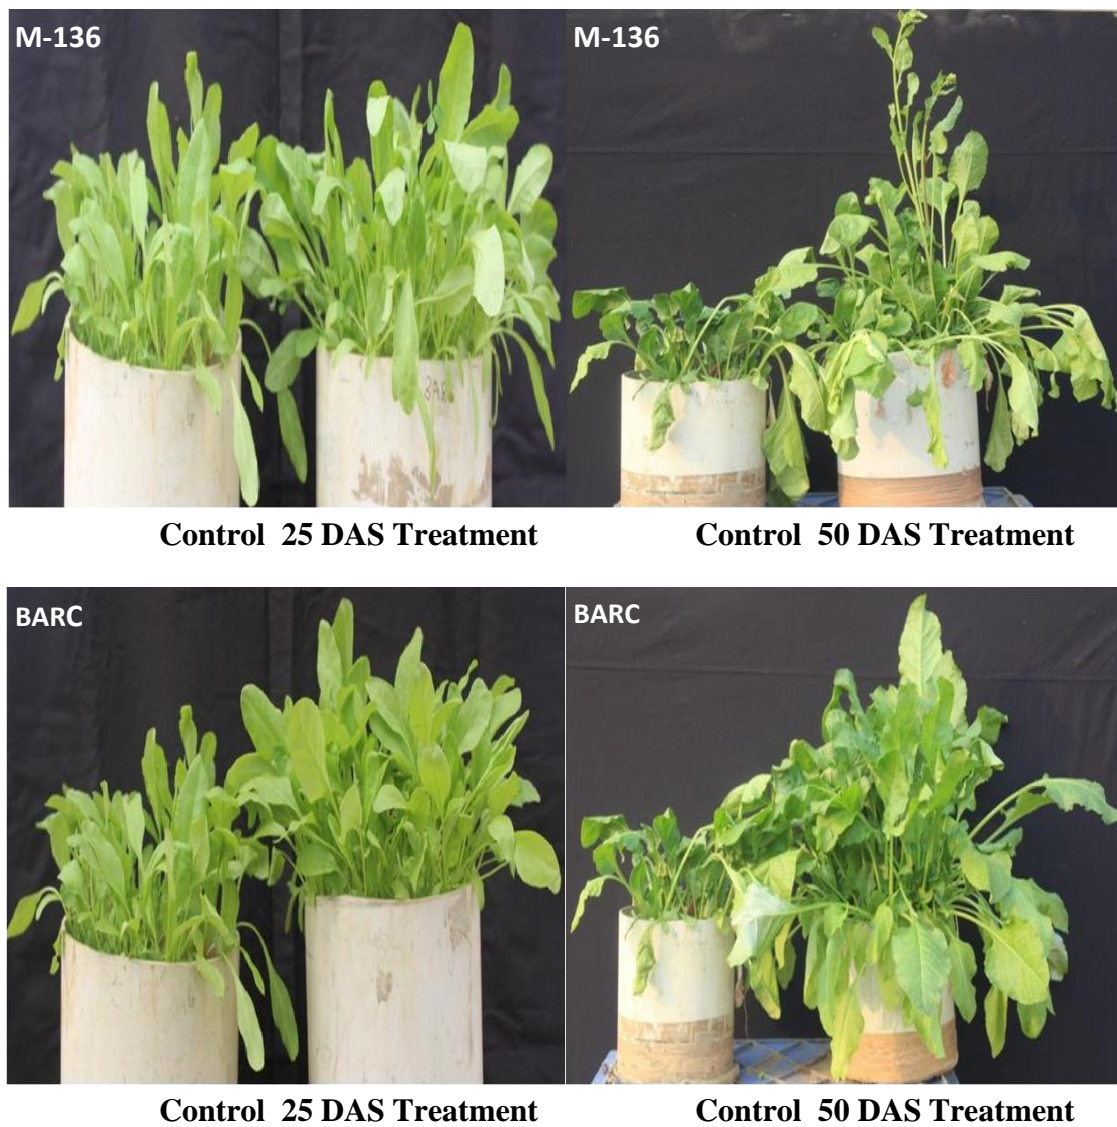 M-136
M-136
Control 25 DAS Treatment
Control 50 DAS Treatment
BARC
BARC
Control 25 DAS Treatment
Control 50 DAS Treatment